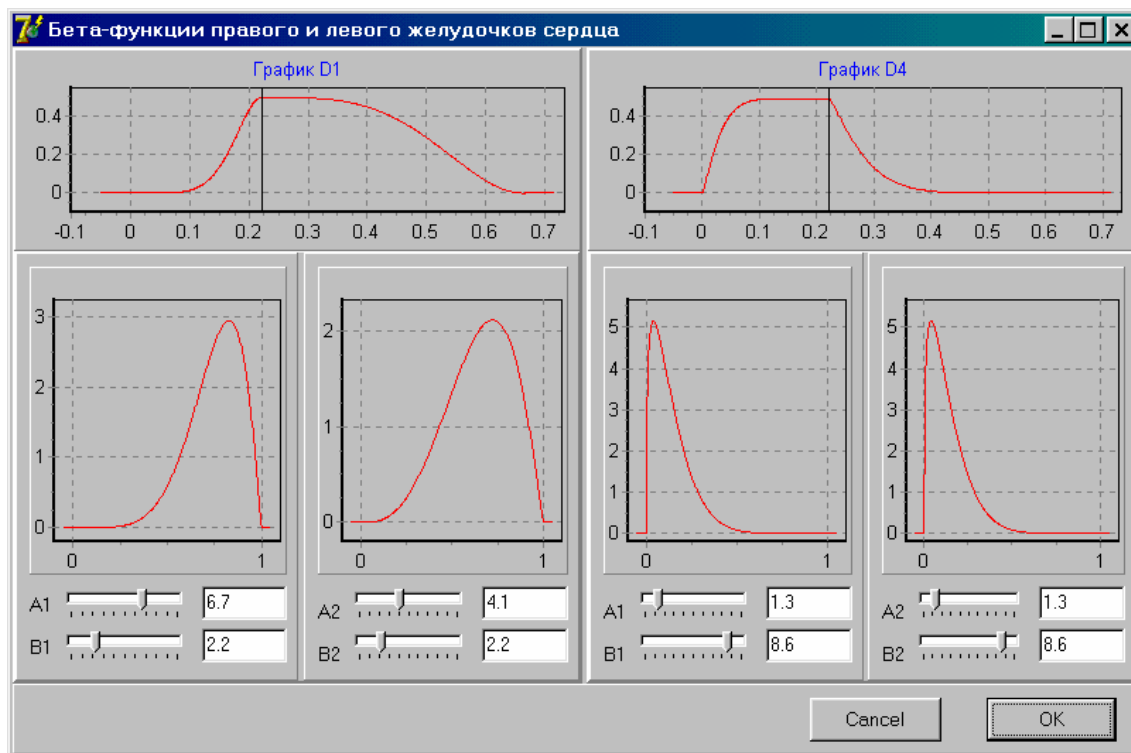 Бета-функции правого и левого желудочков сердца
График D1
0.4
0.2
0
-0.1 0 0.1 0.2 0.3 0.4 0.5 0.6 0.7
График D4
0.4
0.2
0
-0.1 0 0.1 0.2 0.3 0.4 0.5 0.6 0.7
3
2
1
0
0 1
A1 6.7
B1 2.2
2
1
0
0 1
A2 4.1
B2 2.2
5
4
3
2
1
0
0 1
A1 1.3
B1 8.6
5
4
3
2
1
0
0 1
A2 1.3
B2 8.6
Cancel OK